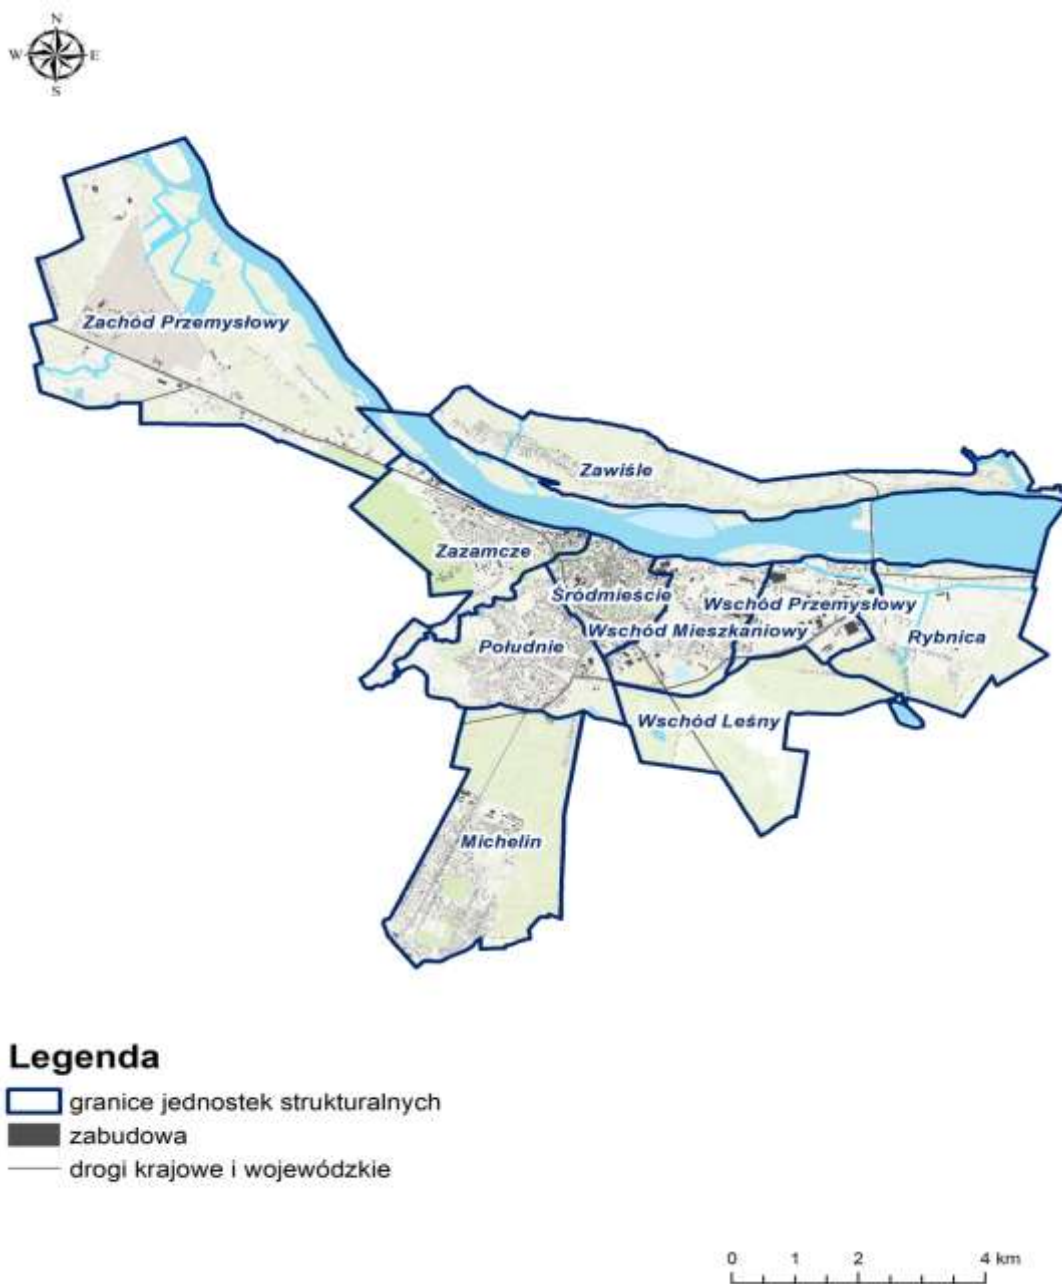 N
W E
S
Zachód Przemysłowy
Zawiśle
Zazamcze
Śródmieście
Wschód Przemysłowy
Wschód Mieszkaniowy
Rybnica
Południe
Wschód Leśny
Michelin
Legenda
granice jednostek strukturalnych
zabudowa
drogi krajowe i wojewódzkie
0 1 2 4 km